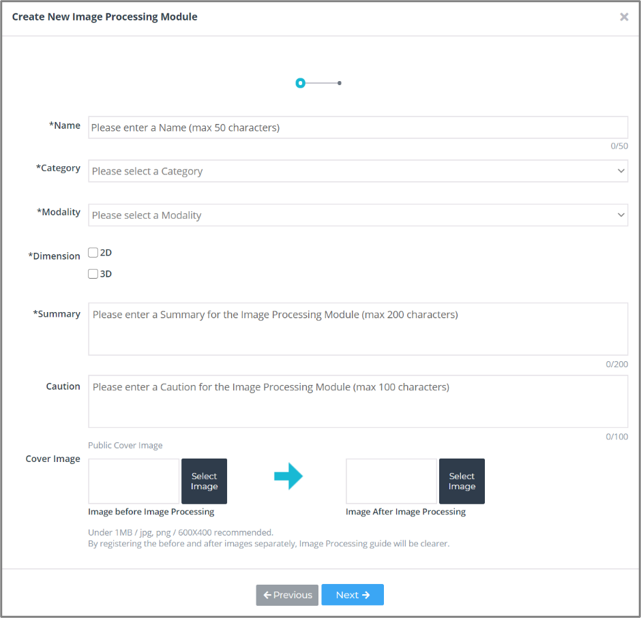 Create New Image Processing Module
*Name
Please enter a Name (max 50 characters)
0/50
*Category
Please select a Category
*Modality
Please select a Modality
*Dimension
2D
3D
*Summary
Please enter a Summary for the Image Processing Module (max 200 characters)
0/200
Caution
Please enter a Caution for the Image Processing Module (max 100 characters)
0/100
Public Cover Image
Cover Image
Select
Image
Select
Image
Image before Image Processing
Image After Image Processing
Under 1MB / jpg, png / 600X400 recommended.
By registering the before and after images separately, Image Processing guide will be clearer.
Previous
Next